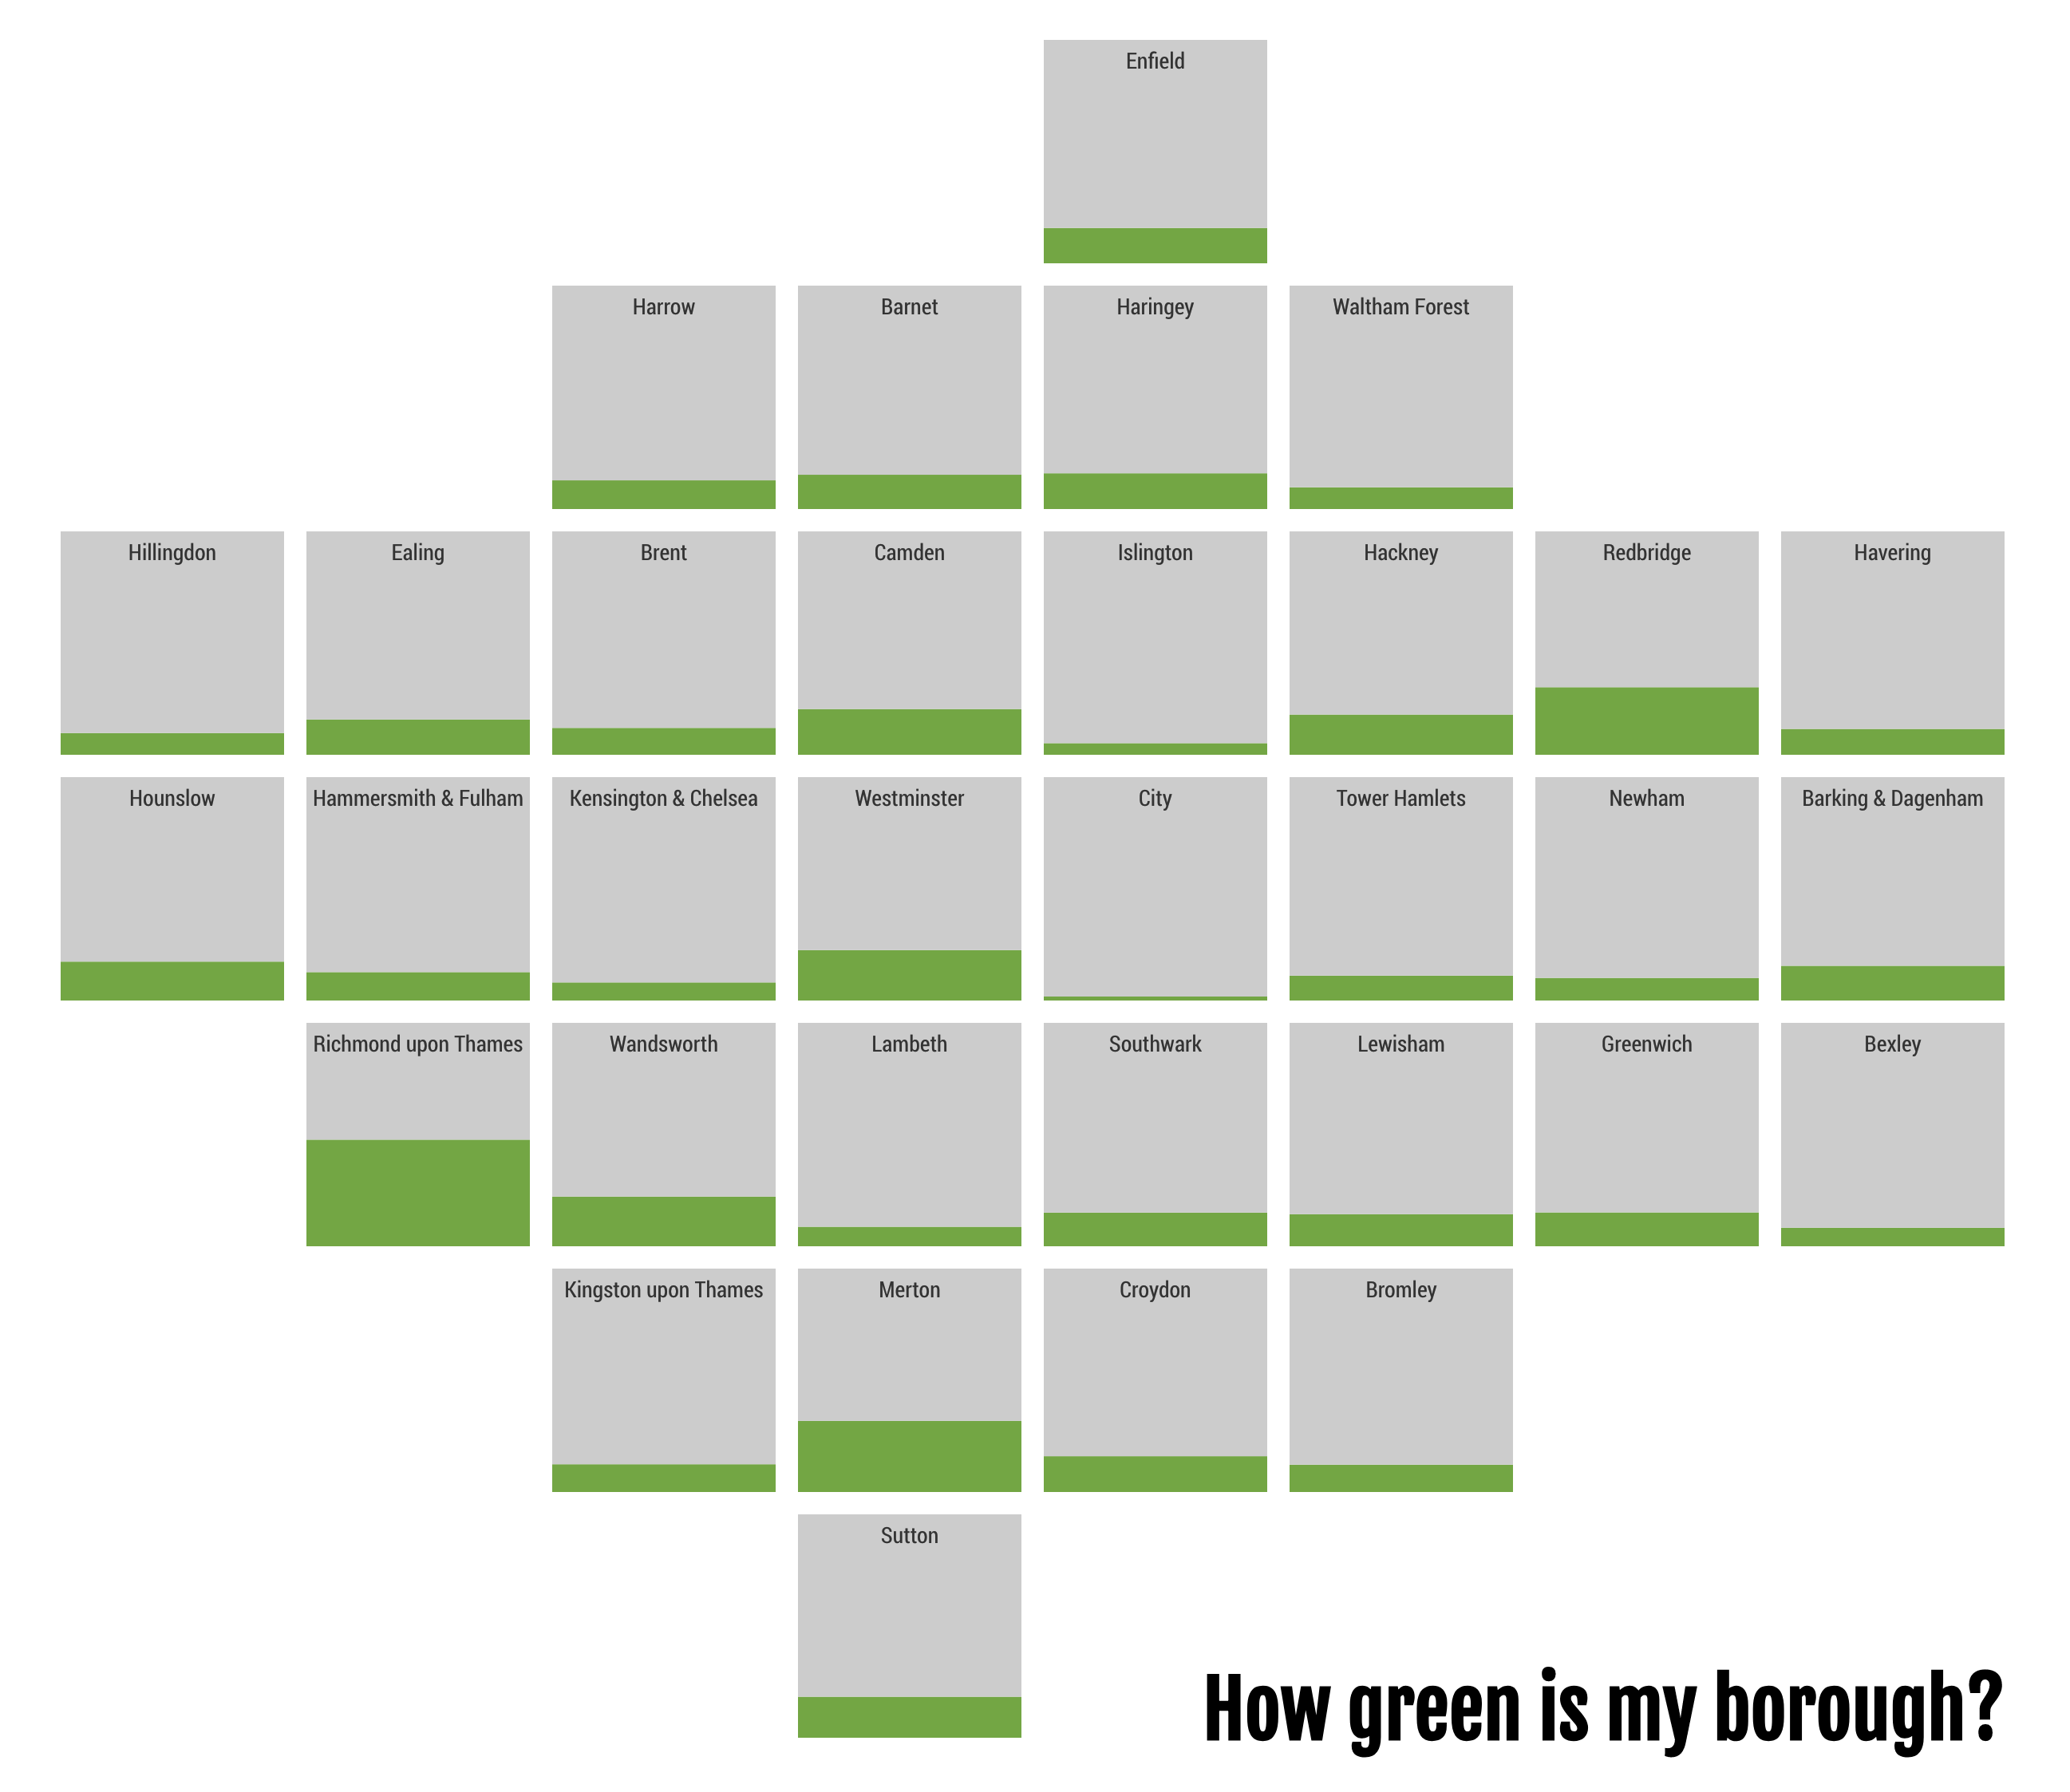 Enfield
Harrow
Barnet
Haringey
Waltham Forest
Hillingdon
Ealing
Brent
Camden
Islington
Hackney
Redbridge
Havering
Hounslow
Hammersmith & Fulham
Kensington & Chelsea
Westminster
City
Tower Hamlets
Newham
Barking & Dagenham
Richmond upon Thames
Wandsworth
Lambeth
Southwark
Lewisham
Greenwich
Bexley
Kingston upon Thames
Merton
Croydon
Bromley
Sutton
How green is my borough?